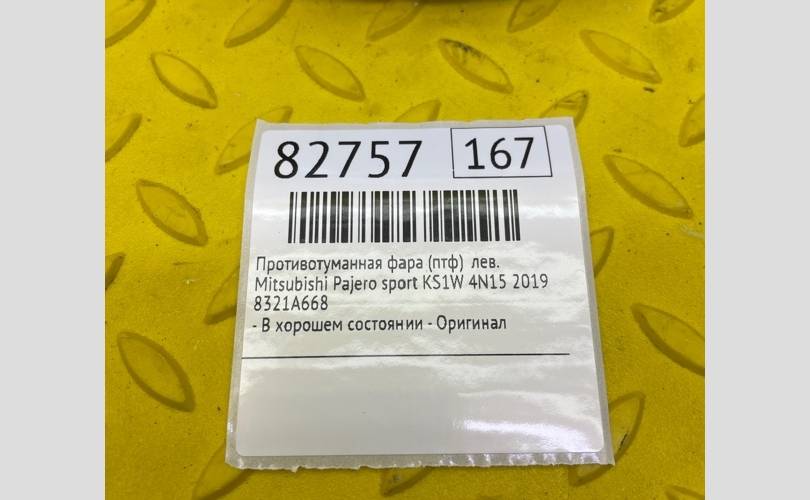 82757 167
Противотуманная фара (птф) лев.
Mitsubishi Pajero sport KS1W 4N15 2019
8321A668
- В хорошем состоянии - Оригинал